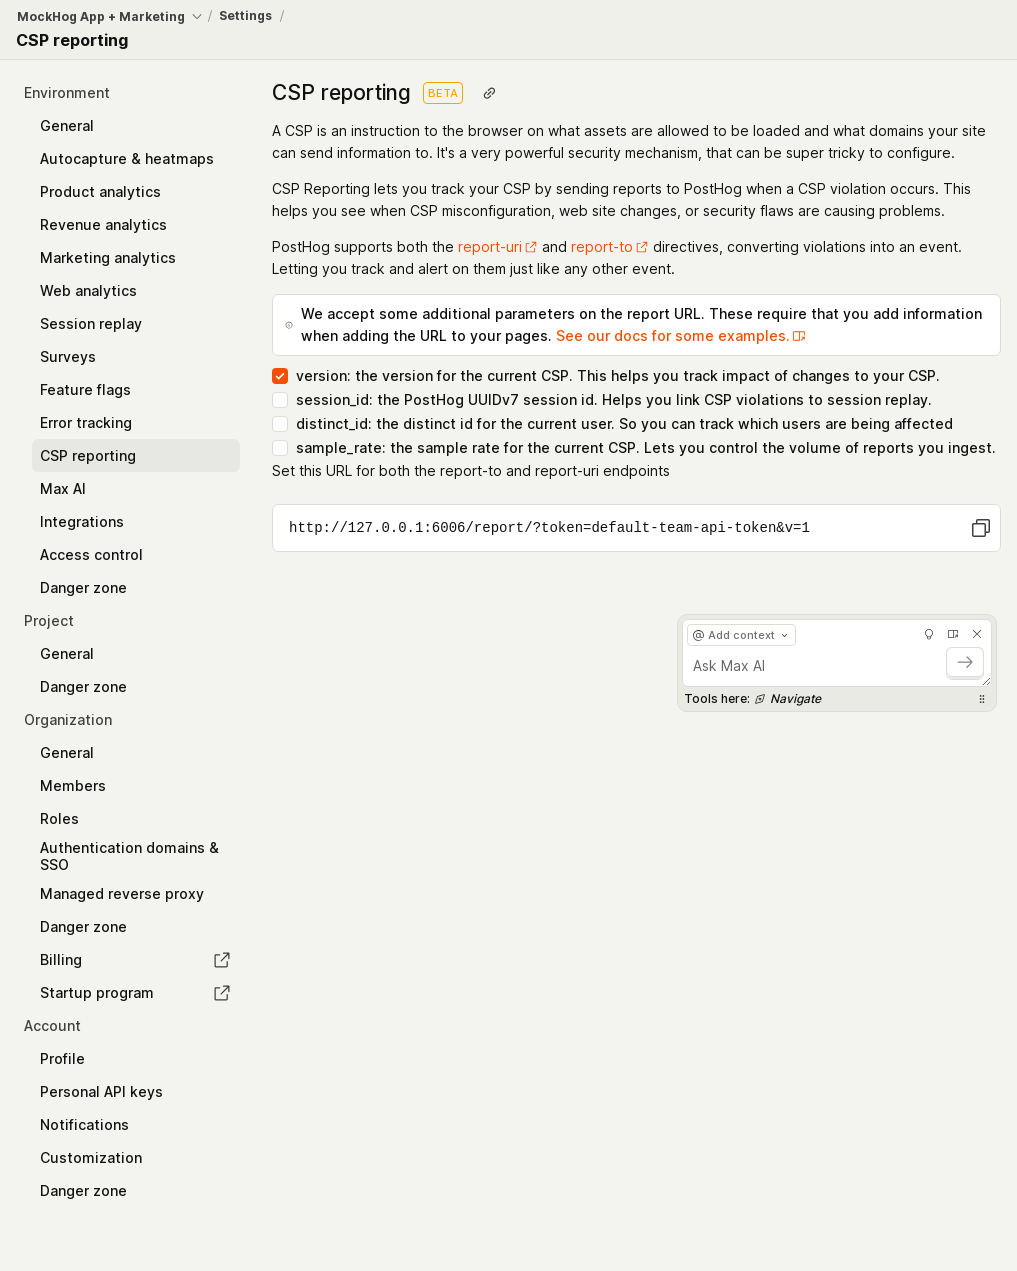 MockHog App + Marketing / Settings /
CSP reporting
Environment
General
Autocapture & heatmaps
Product analytics
Revenue analytics
Marketing analytics
Web analytics
Session replay
Surveys
Feature flags
Error tracking
CSP reporting
Max AI
Integrations
Access control
Danger zone
Project
General
Danger zone
Organization
General
Members
Roles
Authentication domains &
SSO
Managed reverse proxy
Danger zone
Billing
Startup program
Account
Profile
Personal API keys
Notifications
Customization
Danger zone
CSP reporting BETA
A CSP is an instruction to the browser on what assets are allowed to be loaded and what domains your site
can send information to. It's a very powerful security mechanism, that can be super tricky to configure.
CSP Reporting lets you track your CSP by sending reports to PostHog when a CSP violation occurs. This
helps you see when CSP misconfiguration, web site changes, or security flaws are causing problems.
PostHog supports both the report-uri and report-to directives, converting violations into an event.
Letting you track and alert on them just like any other event.
We accept some additional parameters on the report URL. These require that you add information
when adding the URL to your pages. See our docs for some examples.
version: the version for the current CSP. This helps you track impact of changes to your CSP.
session_id: the PostHog UUIDv7 session id. Helps you link CSP violations to session replay.
distinct_id: the distinct id for the current user. So you can track which users are being affected
sample_rate: the sample rate for the current CSP. Lets you control the volume of reports you ingest.
Set this URL for both the report-to and report-uri endpoints
http://127.0.0.1:6006/report/?token=default-team-api-token&v=1
@ Add context
Ask Max AI
Tools here: Navigate